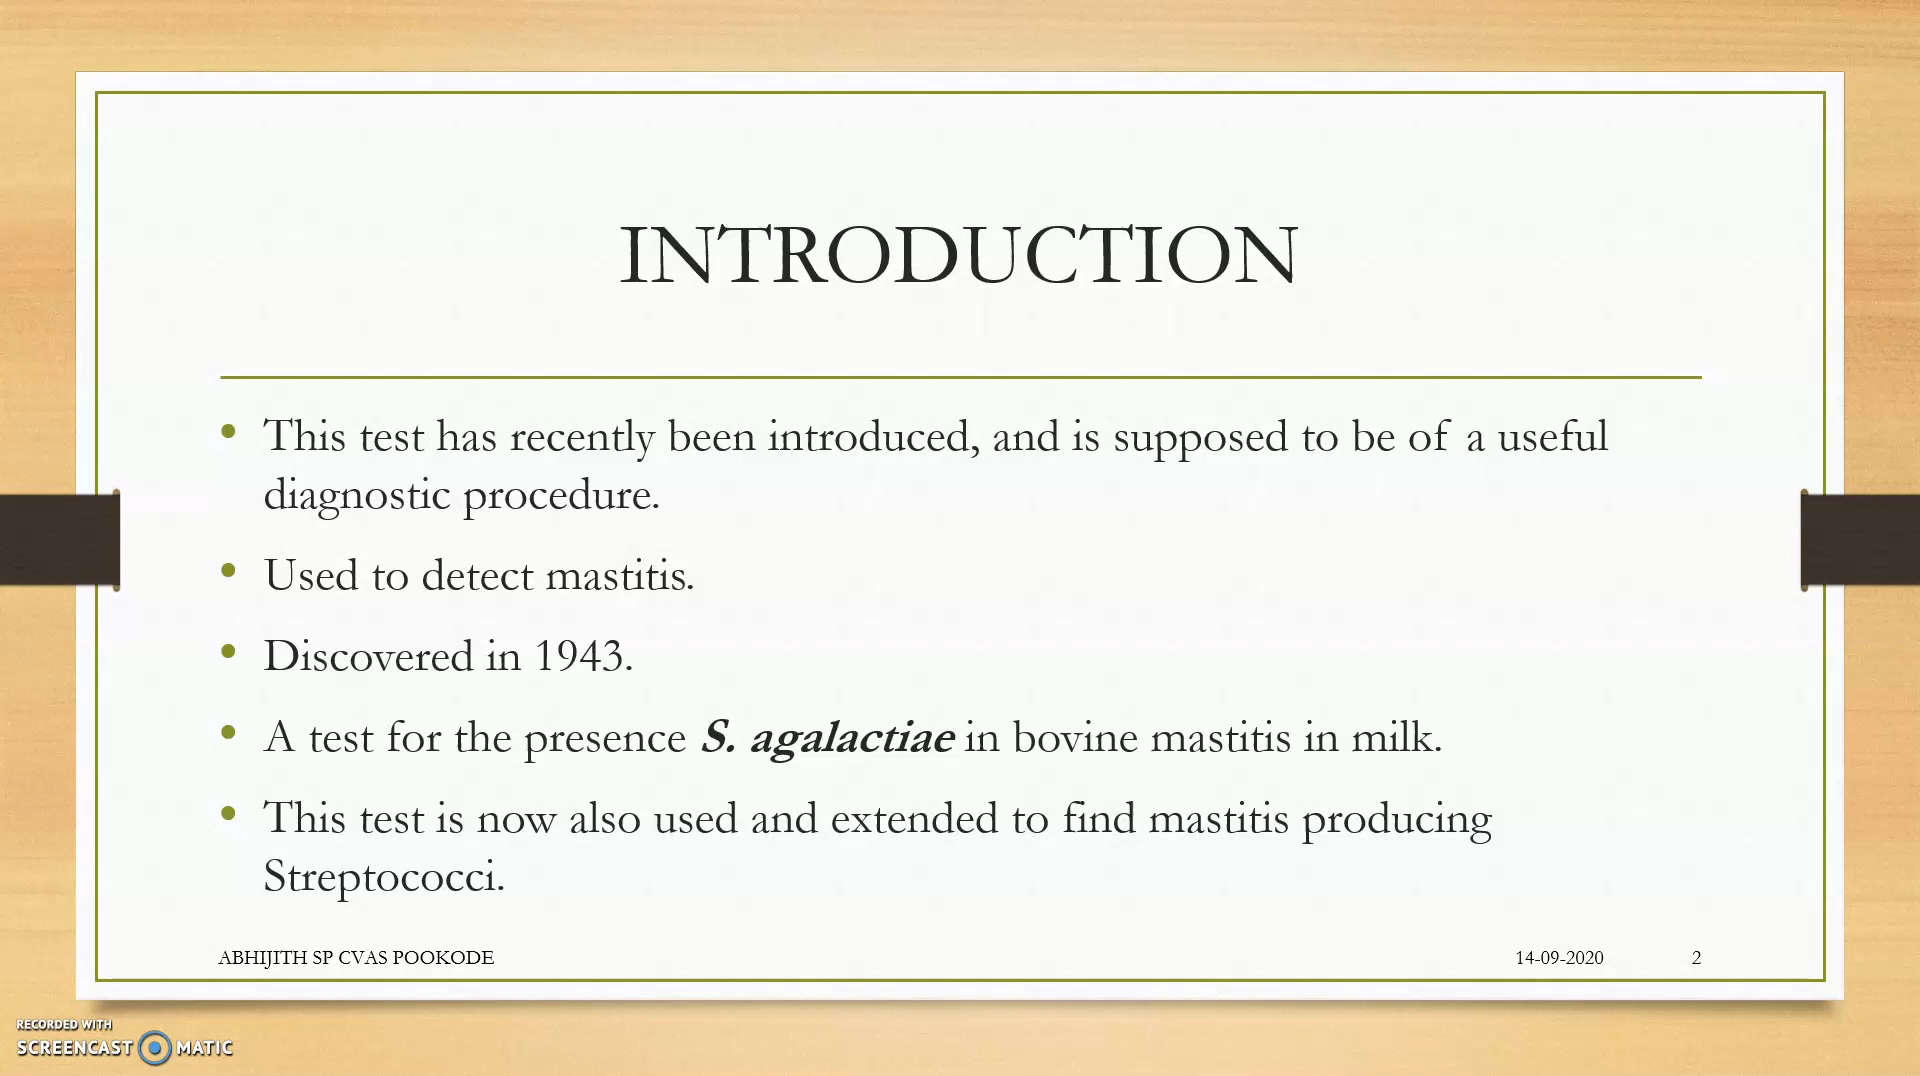 INTRODUCTION
• This test has recently been introduced, and is supposed to be of a useful
diagnostic procedure.
• Used to detect mastitis.
• Discovered in 1943.
• A test for the presence S. agalactiae in bovine mastitis in milk.
• This test is now also used and extended to find mastitis producing
Streptococci.
ABHIJITH SP CVAS POOKODE 14-09-2020 2
RECORDED WITH
SCREENCAST MATIC